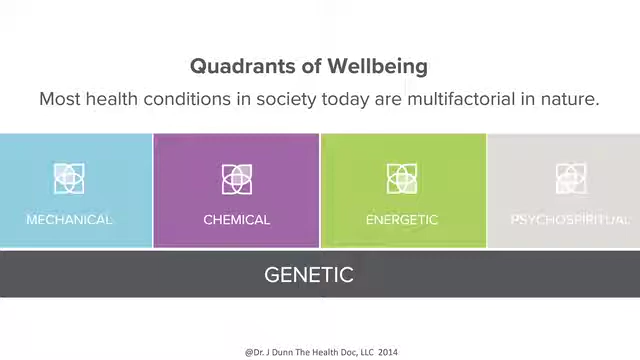 Quadrants of Wellbeing
Most health conditions in society today are multifactorial in nature.
MECHANICAL
CHEMICAL
ENERGETIC
PSYCHOSPIRITUAL
GENETIC
@Dr. J Dunn The Health Doc, LLC 2014